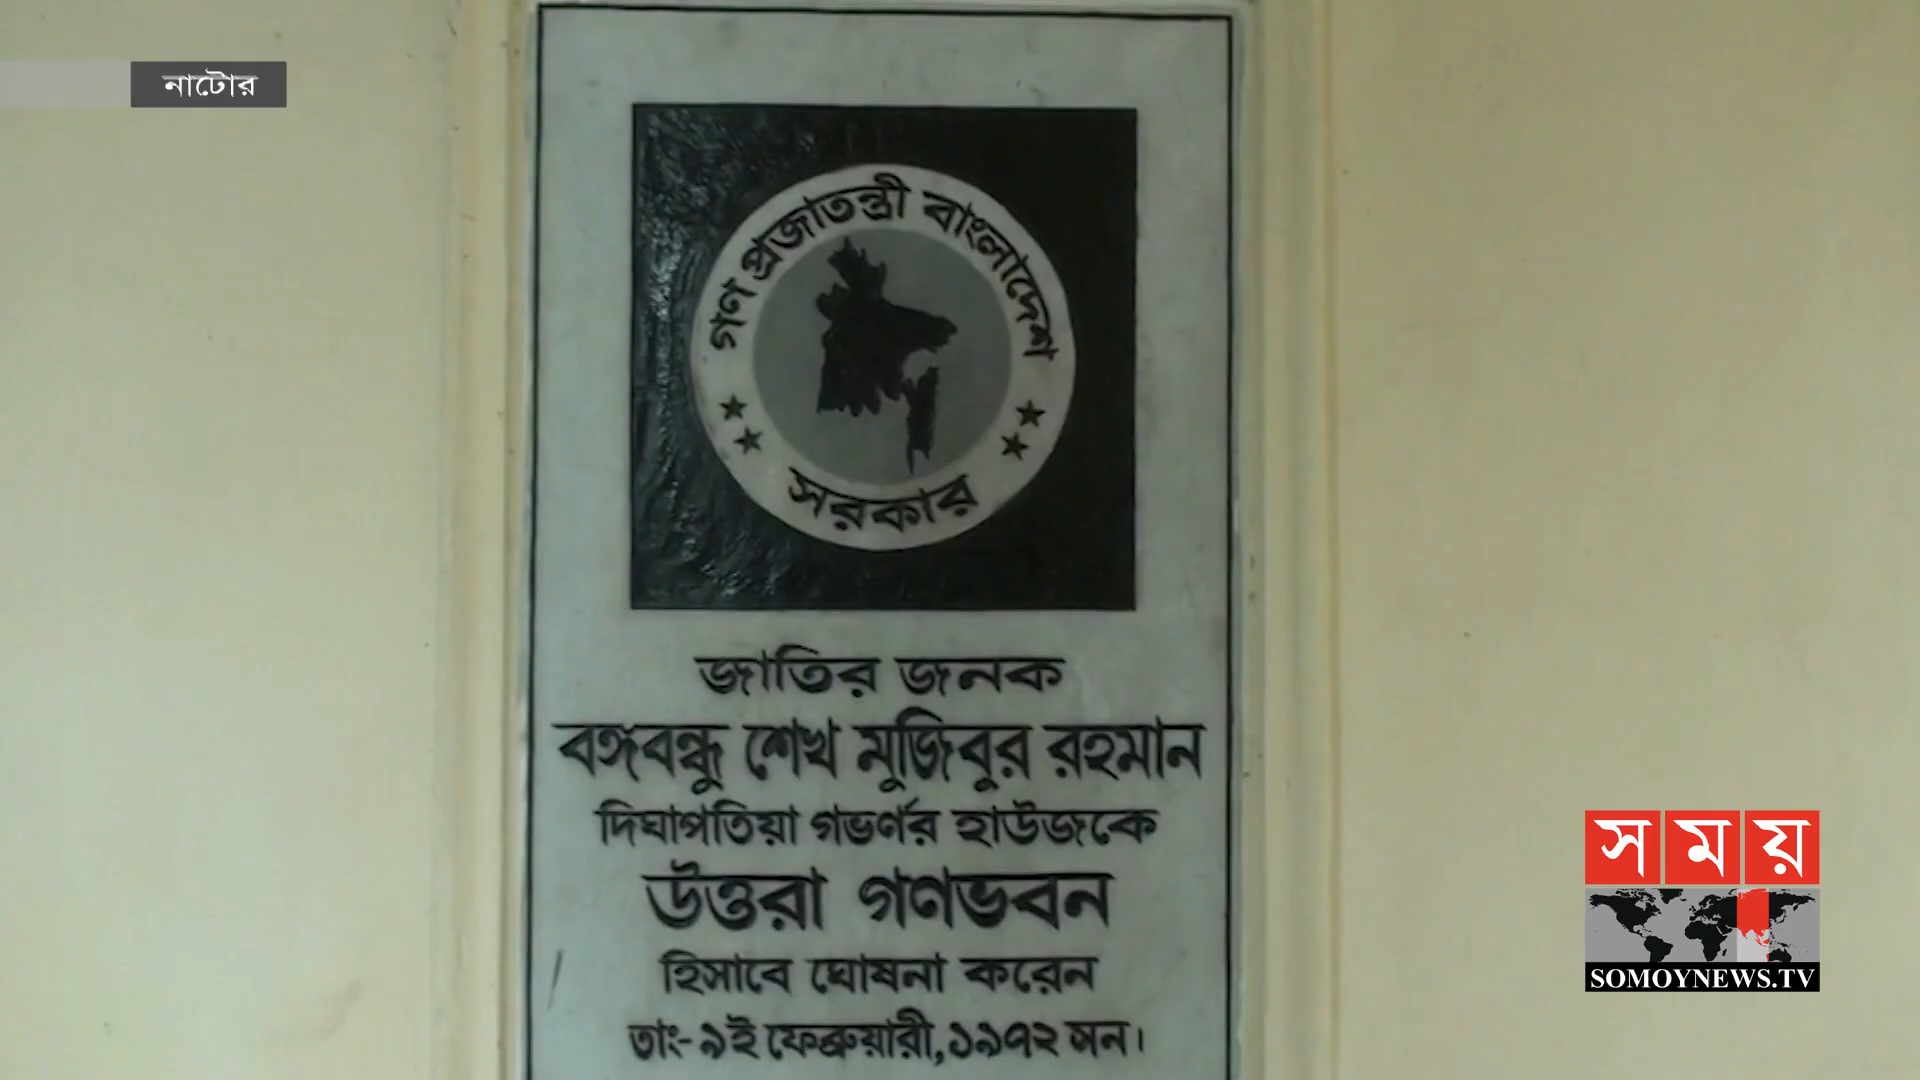 নাটোর
গণ প্রজাতন্ত্রী বাংলাদেশ
সরকার
জাতির জনক
বঙ্গবন্ধু শেখ মুজিবুর রহমান
দিঘাপতিয়া গভর্ণর হাউজকে
উত্তরা গণভবন
হিসাবে ঘোষনা করেন
তাং-৯ই ফেব্রুয়ারী,১৯৭২ সন।
সময়
SOMOYNEWS.TV